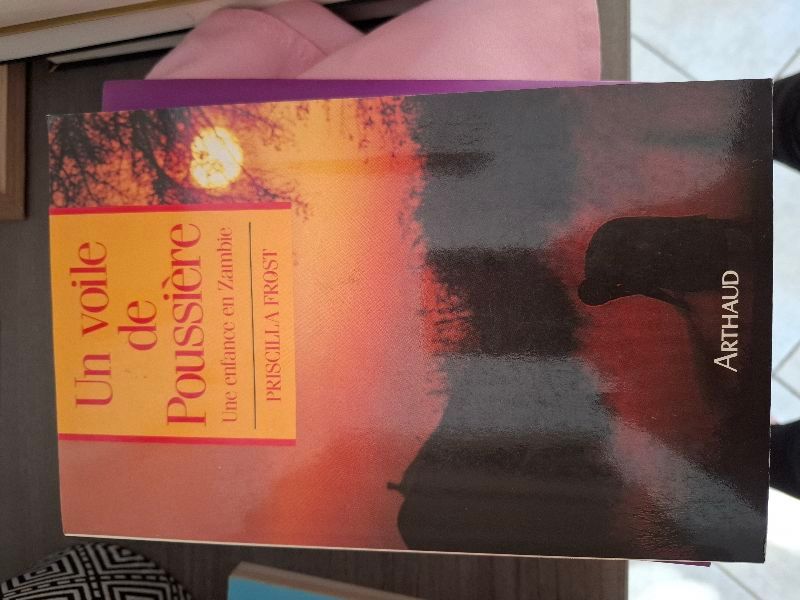 Un voile
de
Poussière
Une enfance en Zambie
PRISCILLA FROST
ARTHAUD